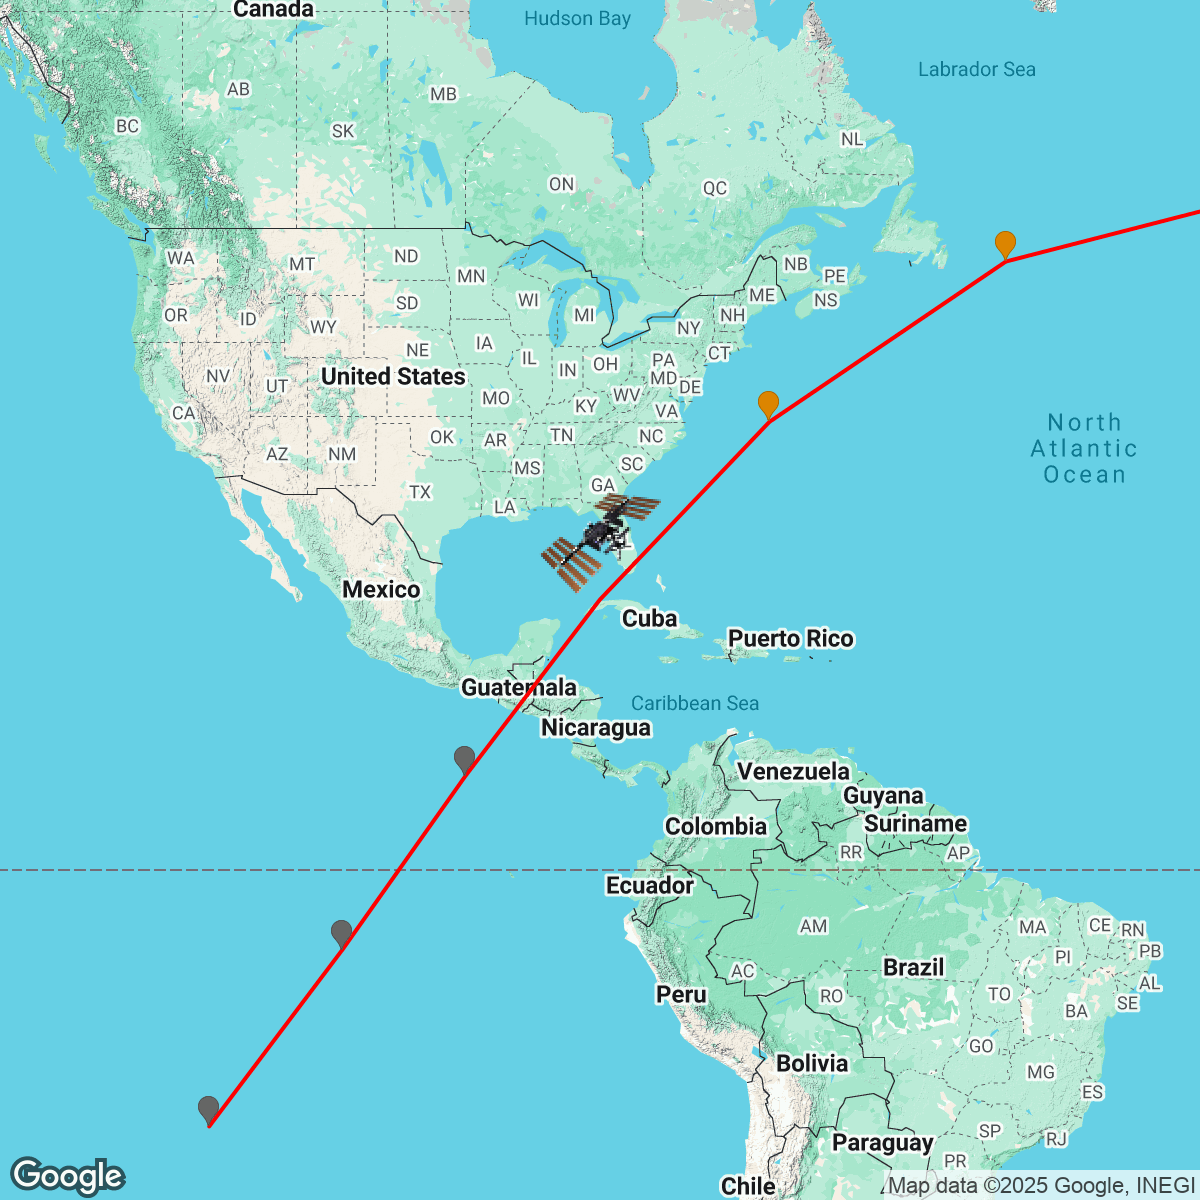 Canada
Hudson Bay
Labrador Sea
AB
MB
BC
SK
NL
ON
QC
WA
MT
ND
MN
NB
PE
OR
ID
WY
SD
WI
MI
ME
NS
NH
NY
NE
IA
IL
IN
OH
PA
CT
NV
UT
United States
MO
KY
WV
MD
DE
CA
VA
AZ
NM
OK
AR
TN
NC
North
Atlantic
Ocean
MS
SC
TX
LA
GA
Mexico
Cuba
Puerto Rico
Guatemala
Caribbean Sea
Nicaragua
Venezuela
Guyana
Colombia
Suriname
RR
AP
Ecuador
AM
MA
CE
RN
PI
PB
AC
Brazil
AL
Peru
RO
TO
SE
BA
GO
Bolivia
MG
ES
SP
RJ
Paraguay
PR
Chile
Google
Map data ©2025 Google, INEGI